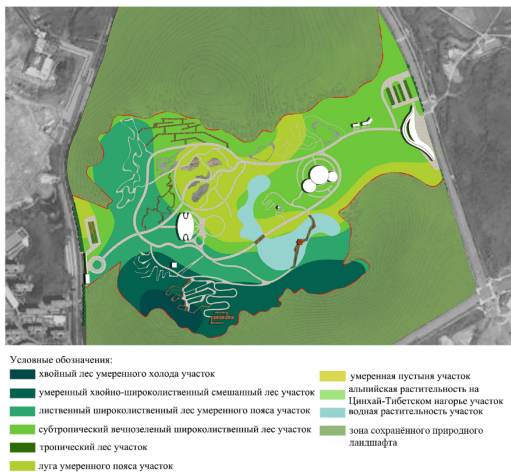 Условные обозначения:
хвойный лес умеренного холода участок
умеренный хвойно-широколиственный смешанный лес участок
лиственный широколиственный лес умеренного пояса участок
субтропический вечнозеленый широколиственный лес участок
тропический лес участок
луга умеренного пояса участок
умеренная пустыня участок
альпийская растительность на
Цинхай-Тибетском нагорье участок
водная растительность участок
зона сохранённого природного
ландшафта